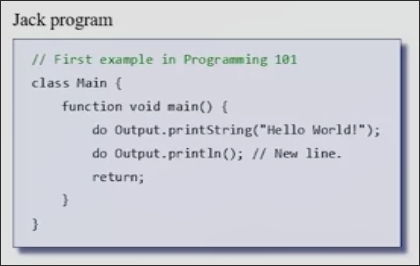 Jack program
// First example in Programming 101
class Main {
function void main() {
do Output.printString("Hello World!");
do Output.println(); // New line.
return;
}
}